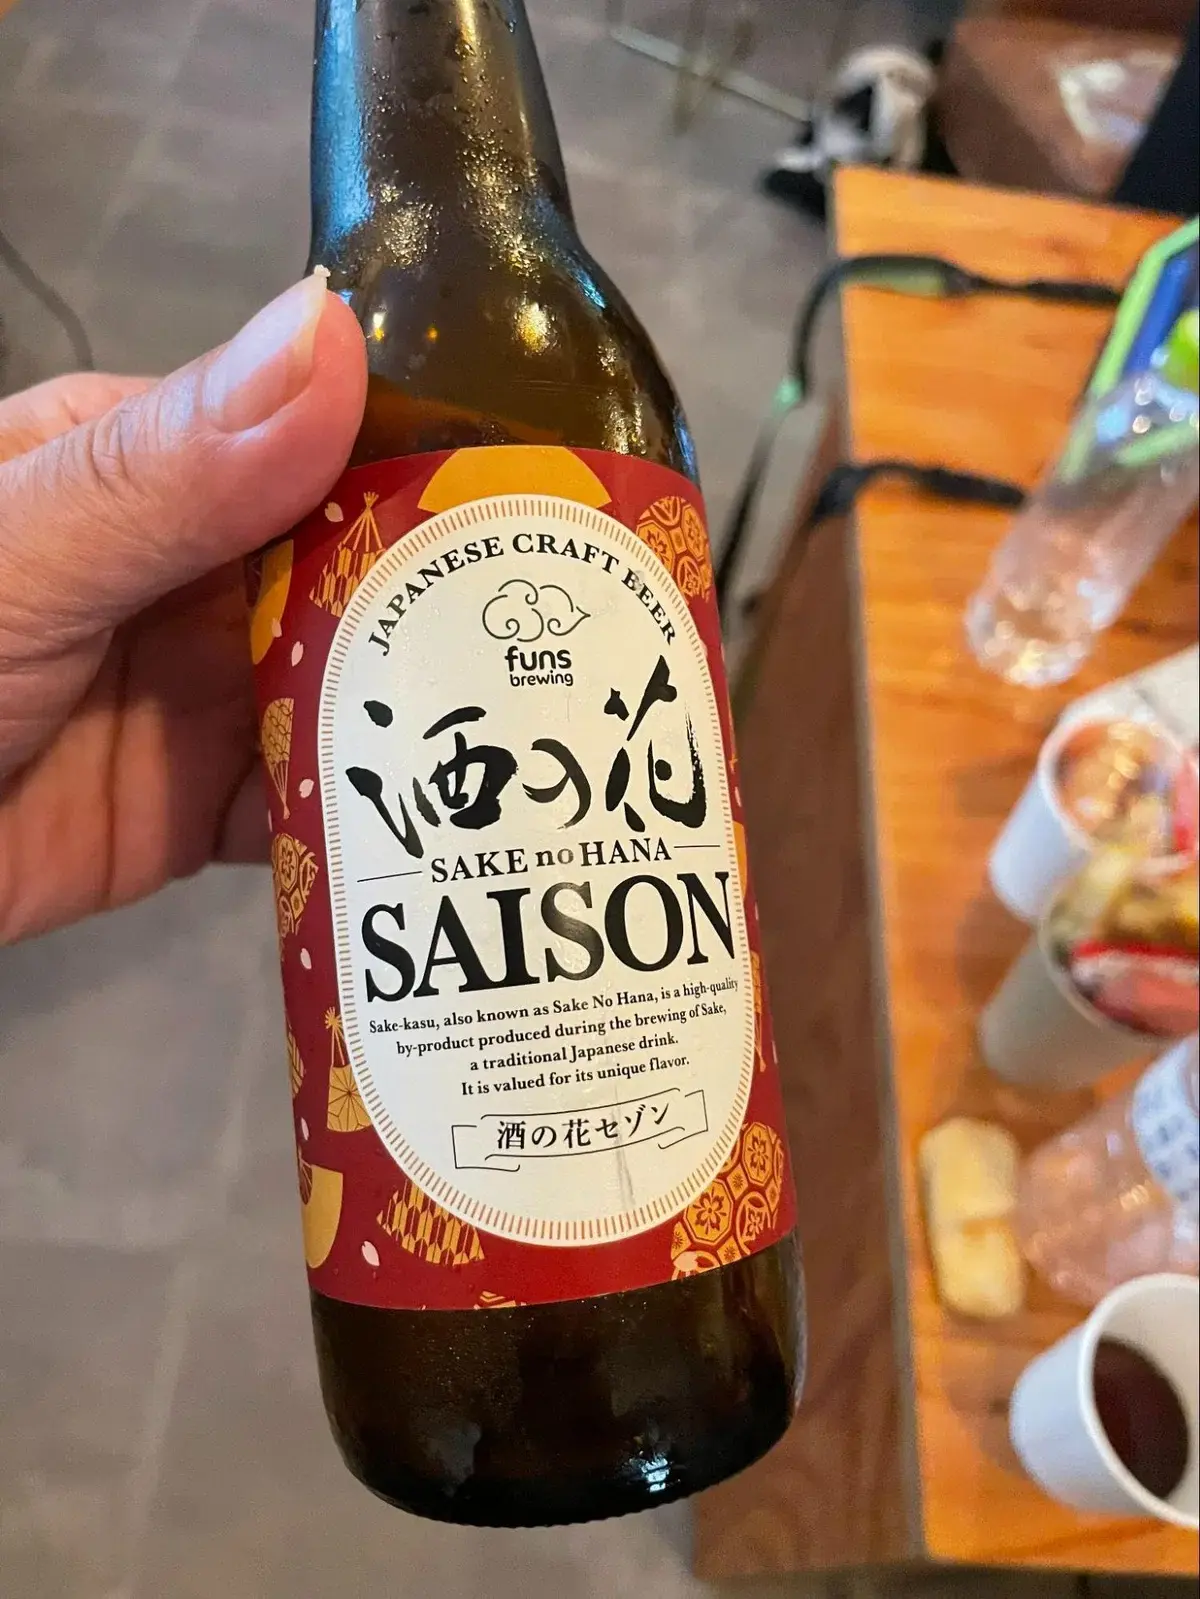 JAPANESE CRAFT BEER
funs
brewing
酒の花
SAKE no HANA
SAISON
Sake-kasu, also known as Sake No Hana, is a high-quality
by-product produced during the brewing of Sake,
a traditional Japanese drink.
It is valued for its unique flavor.
酒の花セゾン